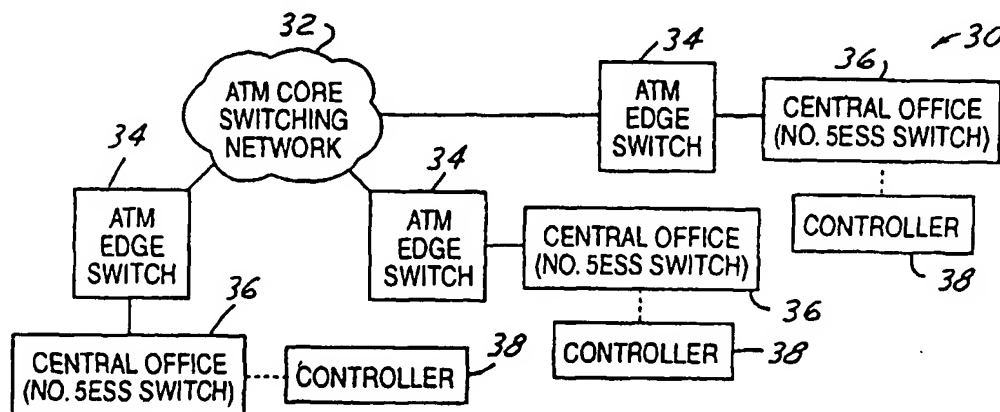 32
ATM CORE
SWITCHING
NETWORK
34
ATM
EDGE
SWITCH
30
36
CENTRAL OFFICE
(NO. 5ESS SWITCH)
CONTROLLER
38
34
ATM
EDGE
SWITCH
34
ATM
EDGE
SWITCH
CENTRAL OFFICE
(NO. 5ESS SWITCH)
36
CONTROLLER
38
36
CENTRAL OFFICE
(NO. 5ESS SWITCH)
CONTROLLER
38